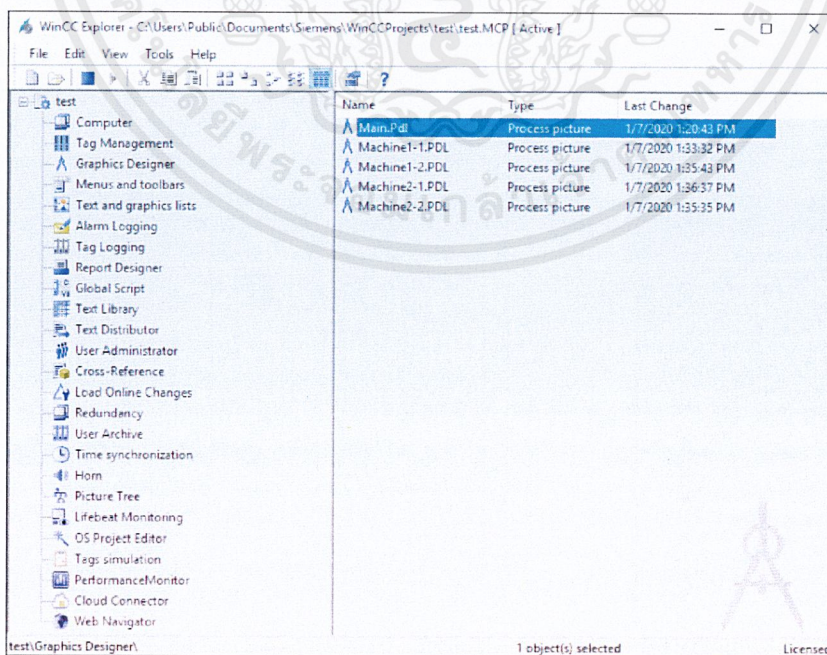 WinCC Explorer - C:\Users\Public\Documents\Siemens\WinCCProjects\test\test.MCP [ Active ]
File Edit View Tools Help
test
Computer
Tag Management
Graphics Designer
Menus and toolbars
Text and graphics lists
Alarm Logging
Tag Logging
Report Designer
Global Script
Text Library
Text Distributor
User Administrator
Cross-Reference
Load Online Changes
Redundancy
User Archive
Time synchronization
Horn
Picture Tree
Lifebeat Monitoring
OS Project Editor
Tags simulation
PerformanceMonitor
Cloud Connector
Web Navigator
Name Type Last Change
Main.Pdl Process picture 1/7/2020 1:20:43 PM
Machine1-1.PDL Process picture 1/7/2020 1:33:32 PM
Machine1-2.PDL Process picture 1/7/2020 1:35:43 PM
Machine2-1.PDL Process picture 1/7/2020 1:36:37 PM
Machine2-2.PDL Process picture 1/7/2020 1:35:35 PM
test\Graphics Designer\ 1 object(s) selected Licensed